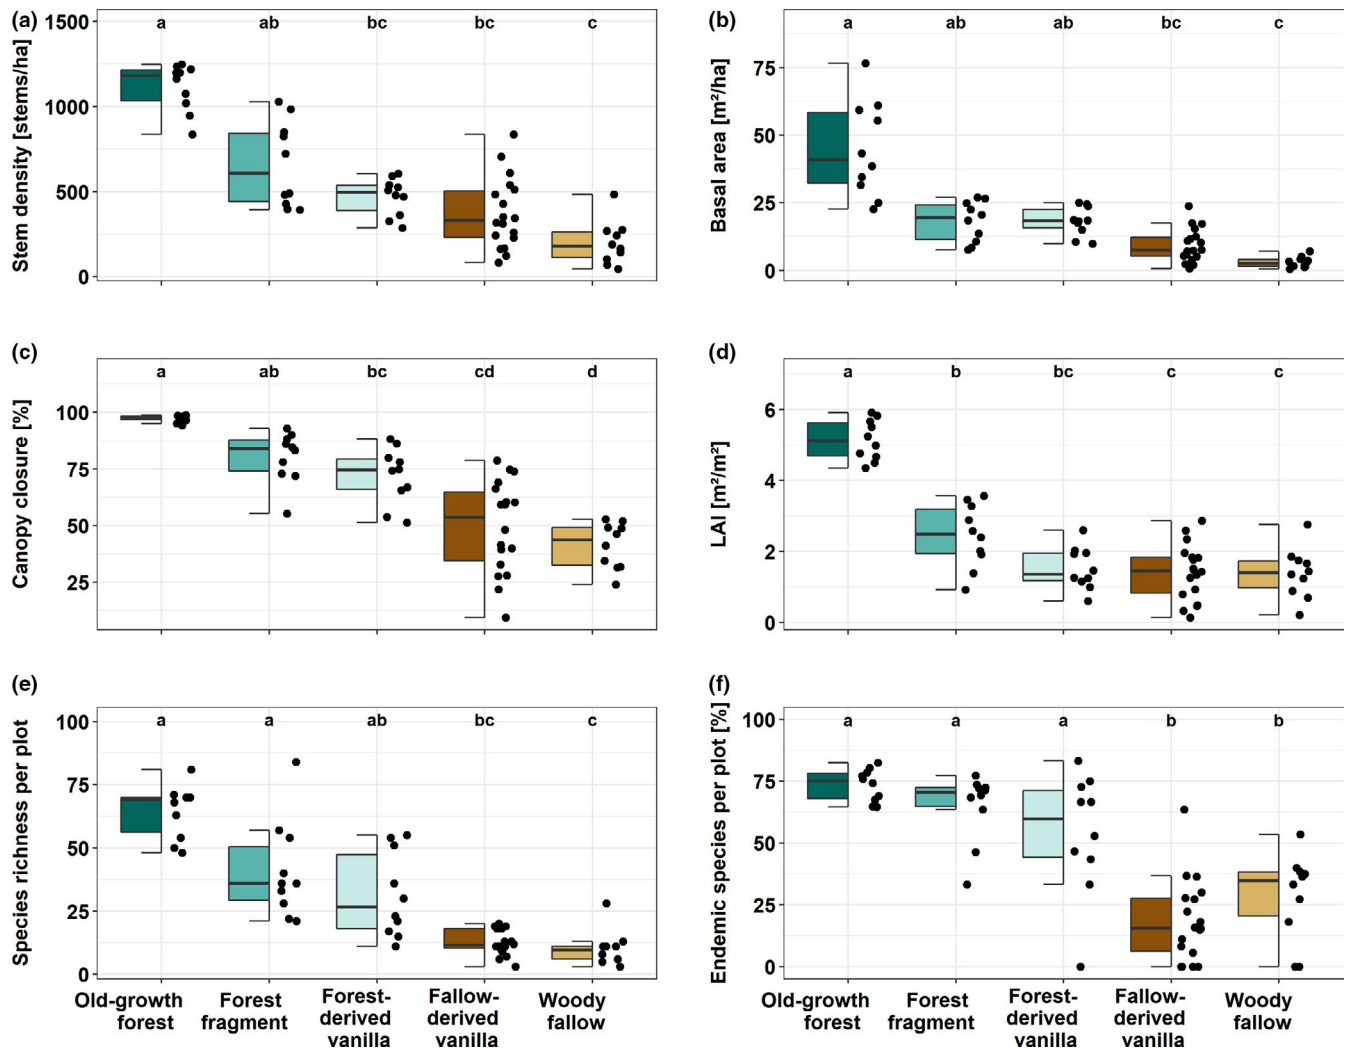 (a)
Stem density [stems/ha]
1500
1000
500
0
a ab bc bc c
(b)
Basal area [m²/ha]
75
50
25
0
a ab ab bc c
(c)
Canopy closure [%]
100
75
50
25
a ab bc cd d
(d)
LAI [m²/m²]
6
4
2
0
a b bc c c
(e)
Species richness per plot
100
75
50
25
0
a a ab bc c
Old-growth forest
Forest fragment
Forest-derived vanilla
Fallow-derived vanilla
Woody fallow
(f)
Endemic species per plot [%]
100
75
50
25
0
a a a b b
Old-growth forest
Forest fragment
Forest-derived vanilla
Fallow-derived vanilla
Woody fallow